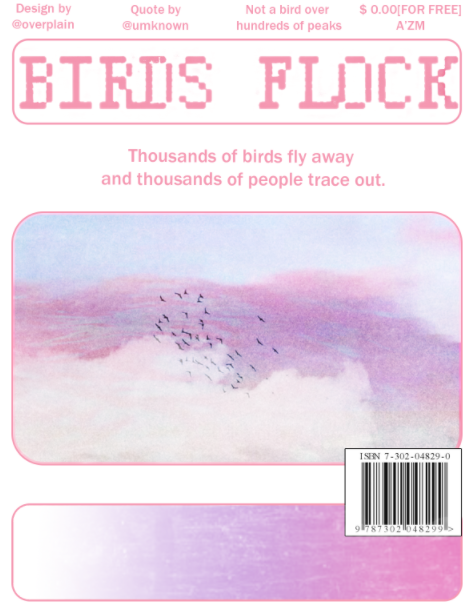 Design by
@overplain
Quote by
@umknown
Not a bird over
hundreds of peaks
$ 0.00[FOR FREE]
A'ZM
BIRDS FLOCK
Thousands of birds fly away
and thousands of people trace out.
ISBN 7-302-04829-0
9 787302 048299 >